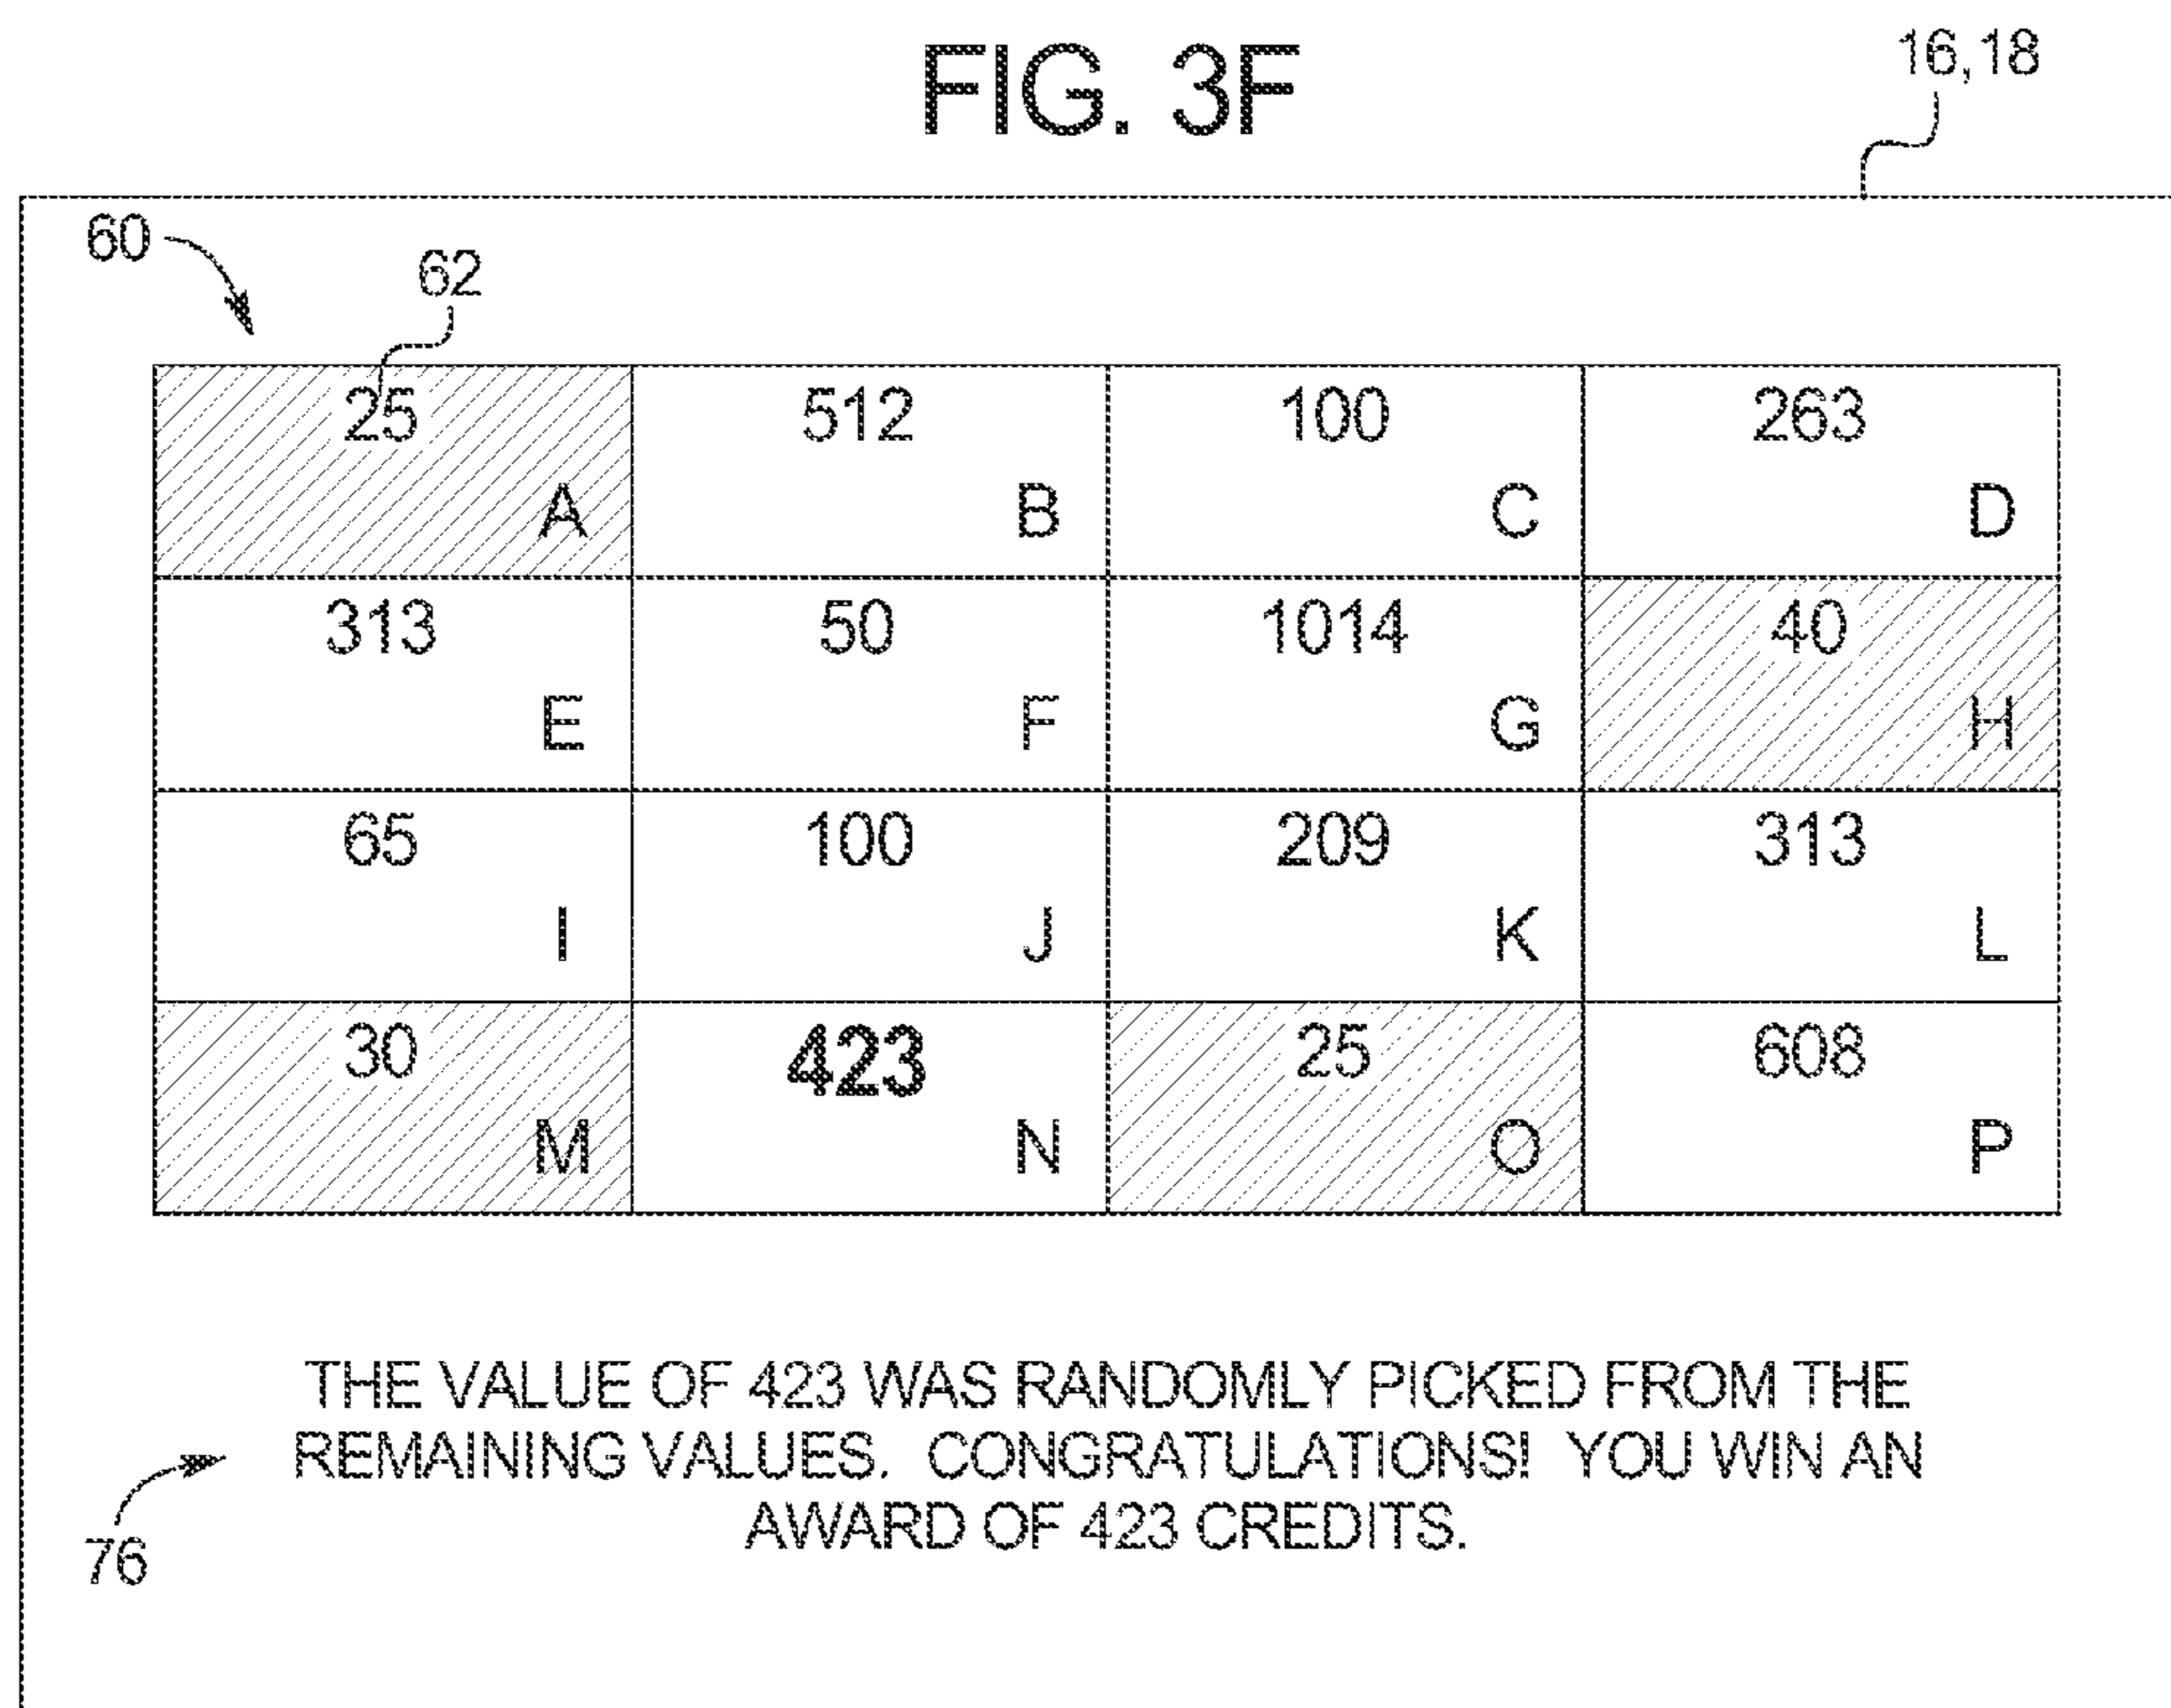 FIG. 3F
16,18
60
62
25 512 100 263
A B C D
313 50 1014 40
E F G H
65 100 209 313
I J K L
30 423 25 608
M N O P
THE VALUE OF 423 WAS RANDOMLY PICKED FROM THE
REMAINING VALUES. CONGRATULATIONS! YOU WIN AN
AWARD OF 423 CREDITS.
76